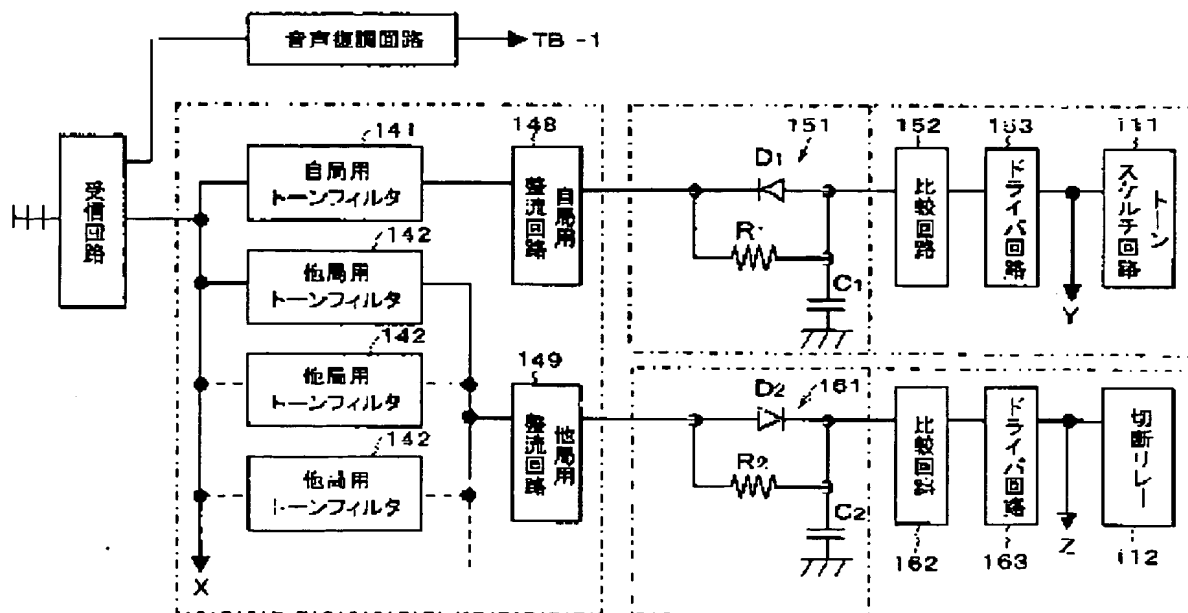 音声復調回路
TB-1
受信回路
141
自局用
トーンフィルタ
142
他局用
トーンフィルタ
142
他局用
トーンフィルタ
142
他局用
トーンフィルタ
X
148
自局用
整流回路
149
他局用
整流回路
151
D1
R1
C1
161
D2
R2
C2
152
比較回路
153
ドライバ回路
Y
111
トーン
スケルチ回路
比較回路
162
ドライバ回路
163
Z
切断リレー
112